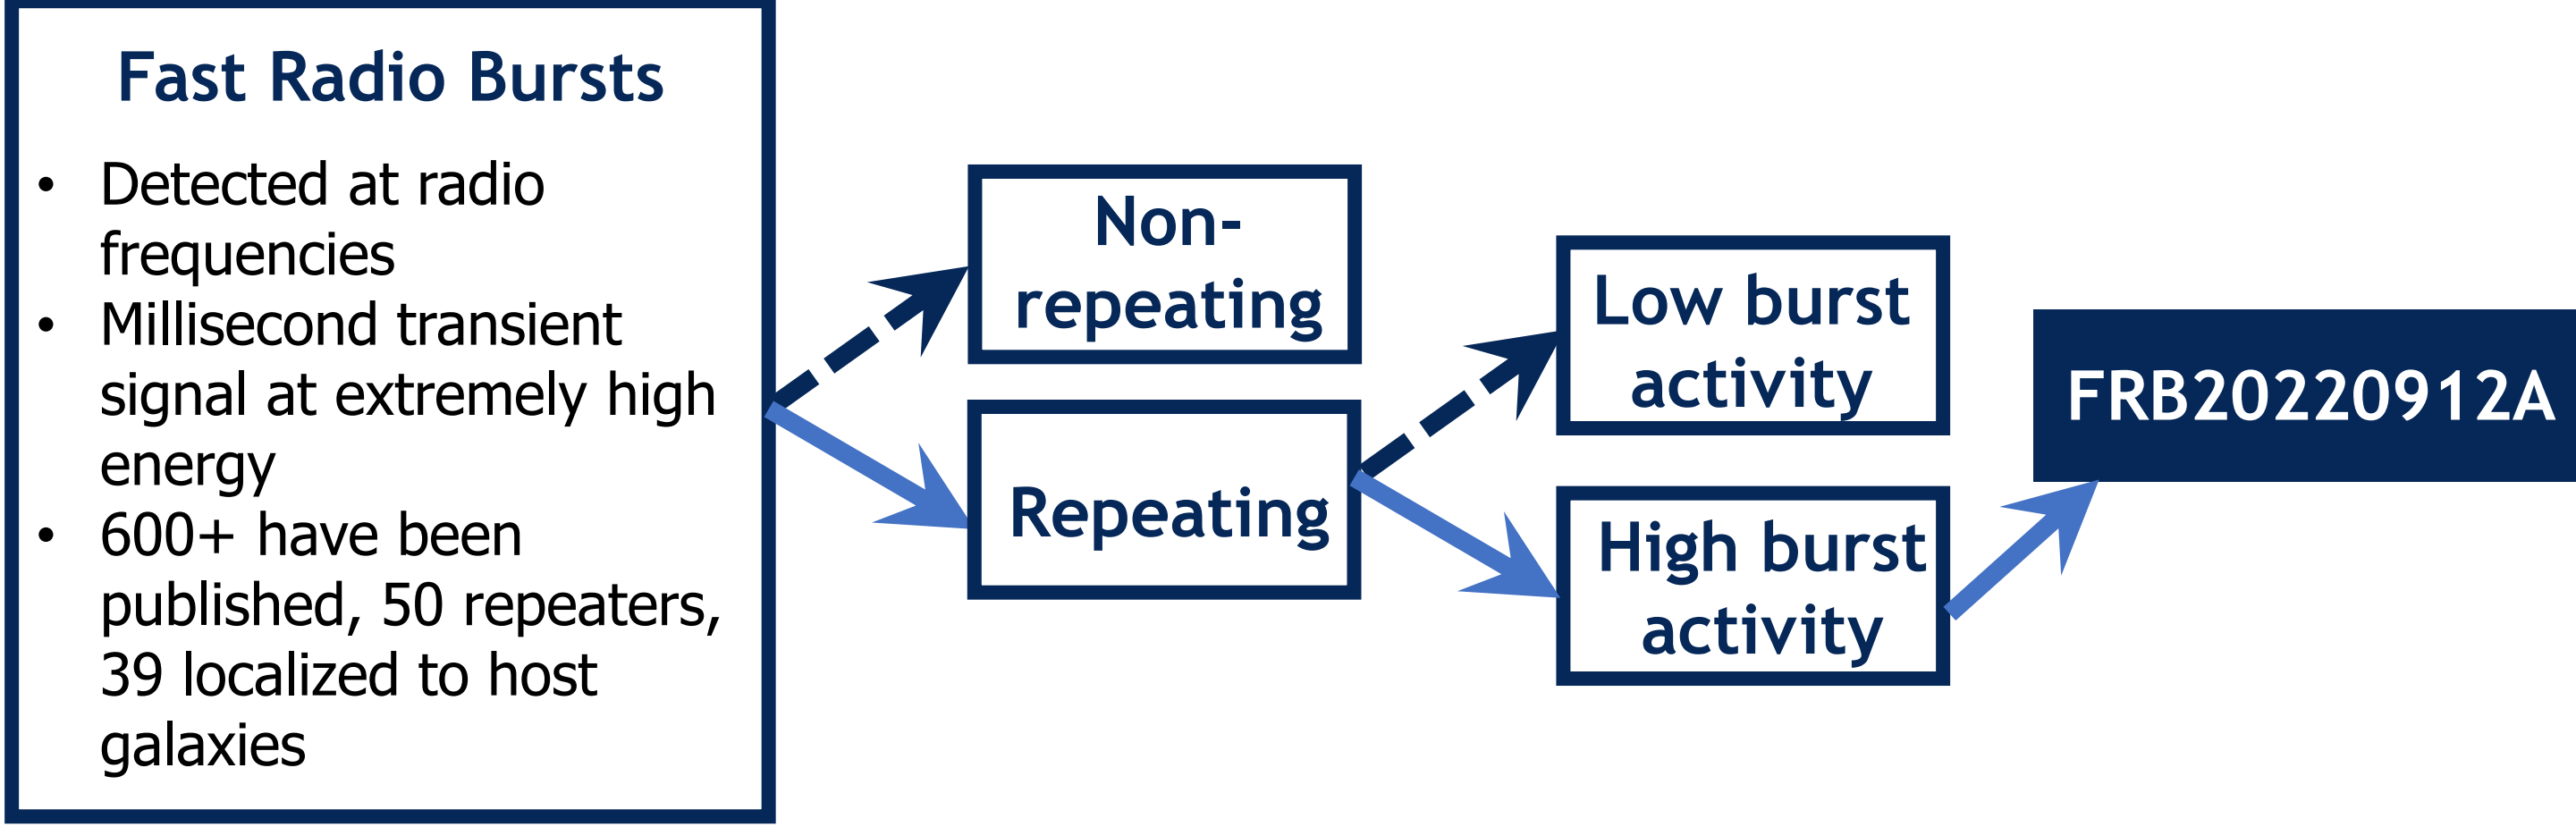 Fast Radio Bursts
• Detected at radio
frequencies
• Millisecond transient
signal at extremely high
energy
• 600+ have been
published, 50 repeaters,
39 localized to host
galaxies
Non-
repeating
Repeating
Low burst
activity
High burst
activity
FRB20220912A